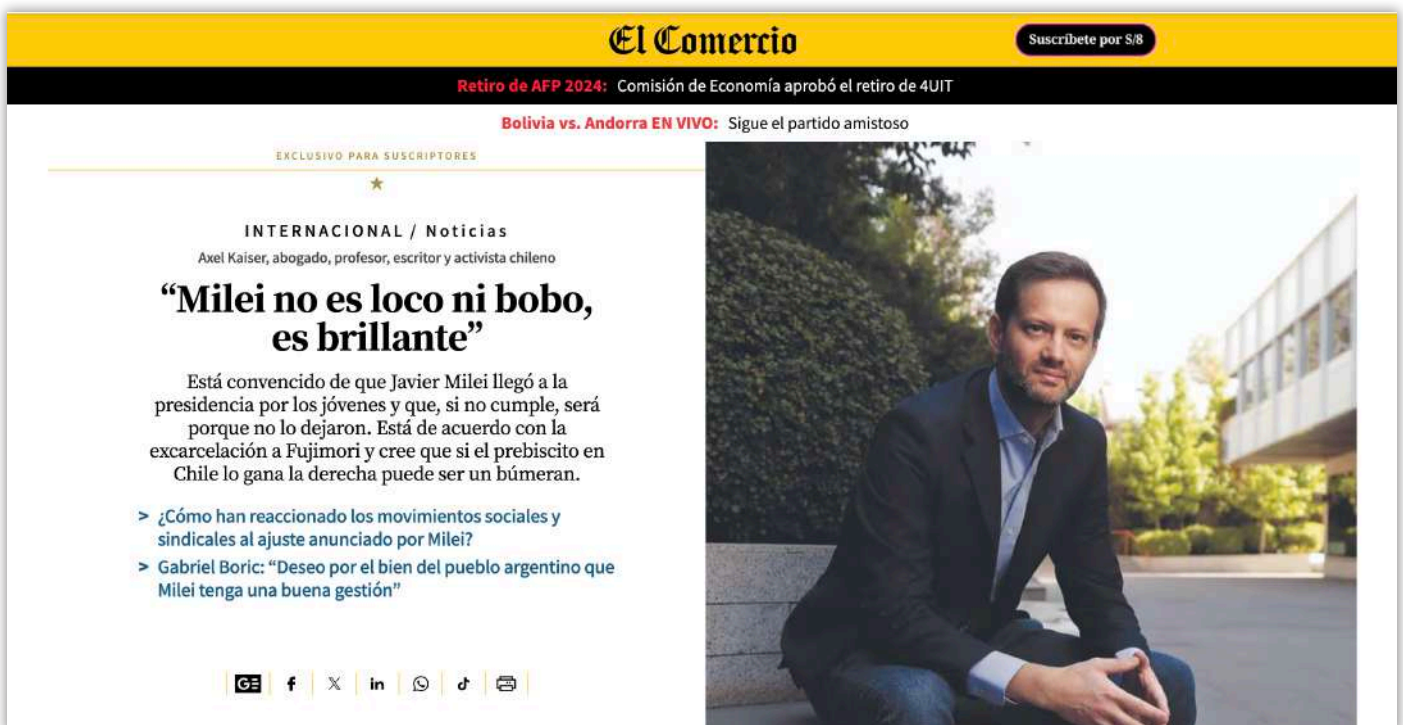 El Comercio
Suscríbete por S/8
Retiro de AFP 2024: Comisión de Economía aprobó el retiro de 4UIT
Bolivia vs. Andorra EN VIVO: Sigue el partido amistoso
EXCLUSIVO PARA SUSCRIPTORES
INTERNACIONAL / Noticias
Axel Kaiser, abogado, profesor, escritor y activista chileno
“Milei no es loco ni bobo,
es brillante”
Está convencido de que Javier Milei llegó a la
presidencia por los jóvenes y que, si no cumple, será
porque no lo dejaron. Está de acuerdo con la
excarcelación a Fujimori y cree que si el prebiscito en
Chile lo gana la derecha puede ser un búmeran.
> ¿Cómo han reaccionado los movimientos sociales y
sindicales al ajuste anunciado por Milei?
> Gabriel Boric: “Deseo por el bien del pueblo argentino que
Milei tenga una buena gestión”